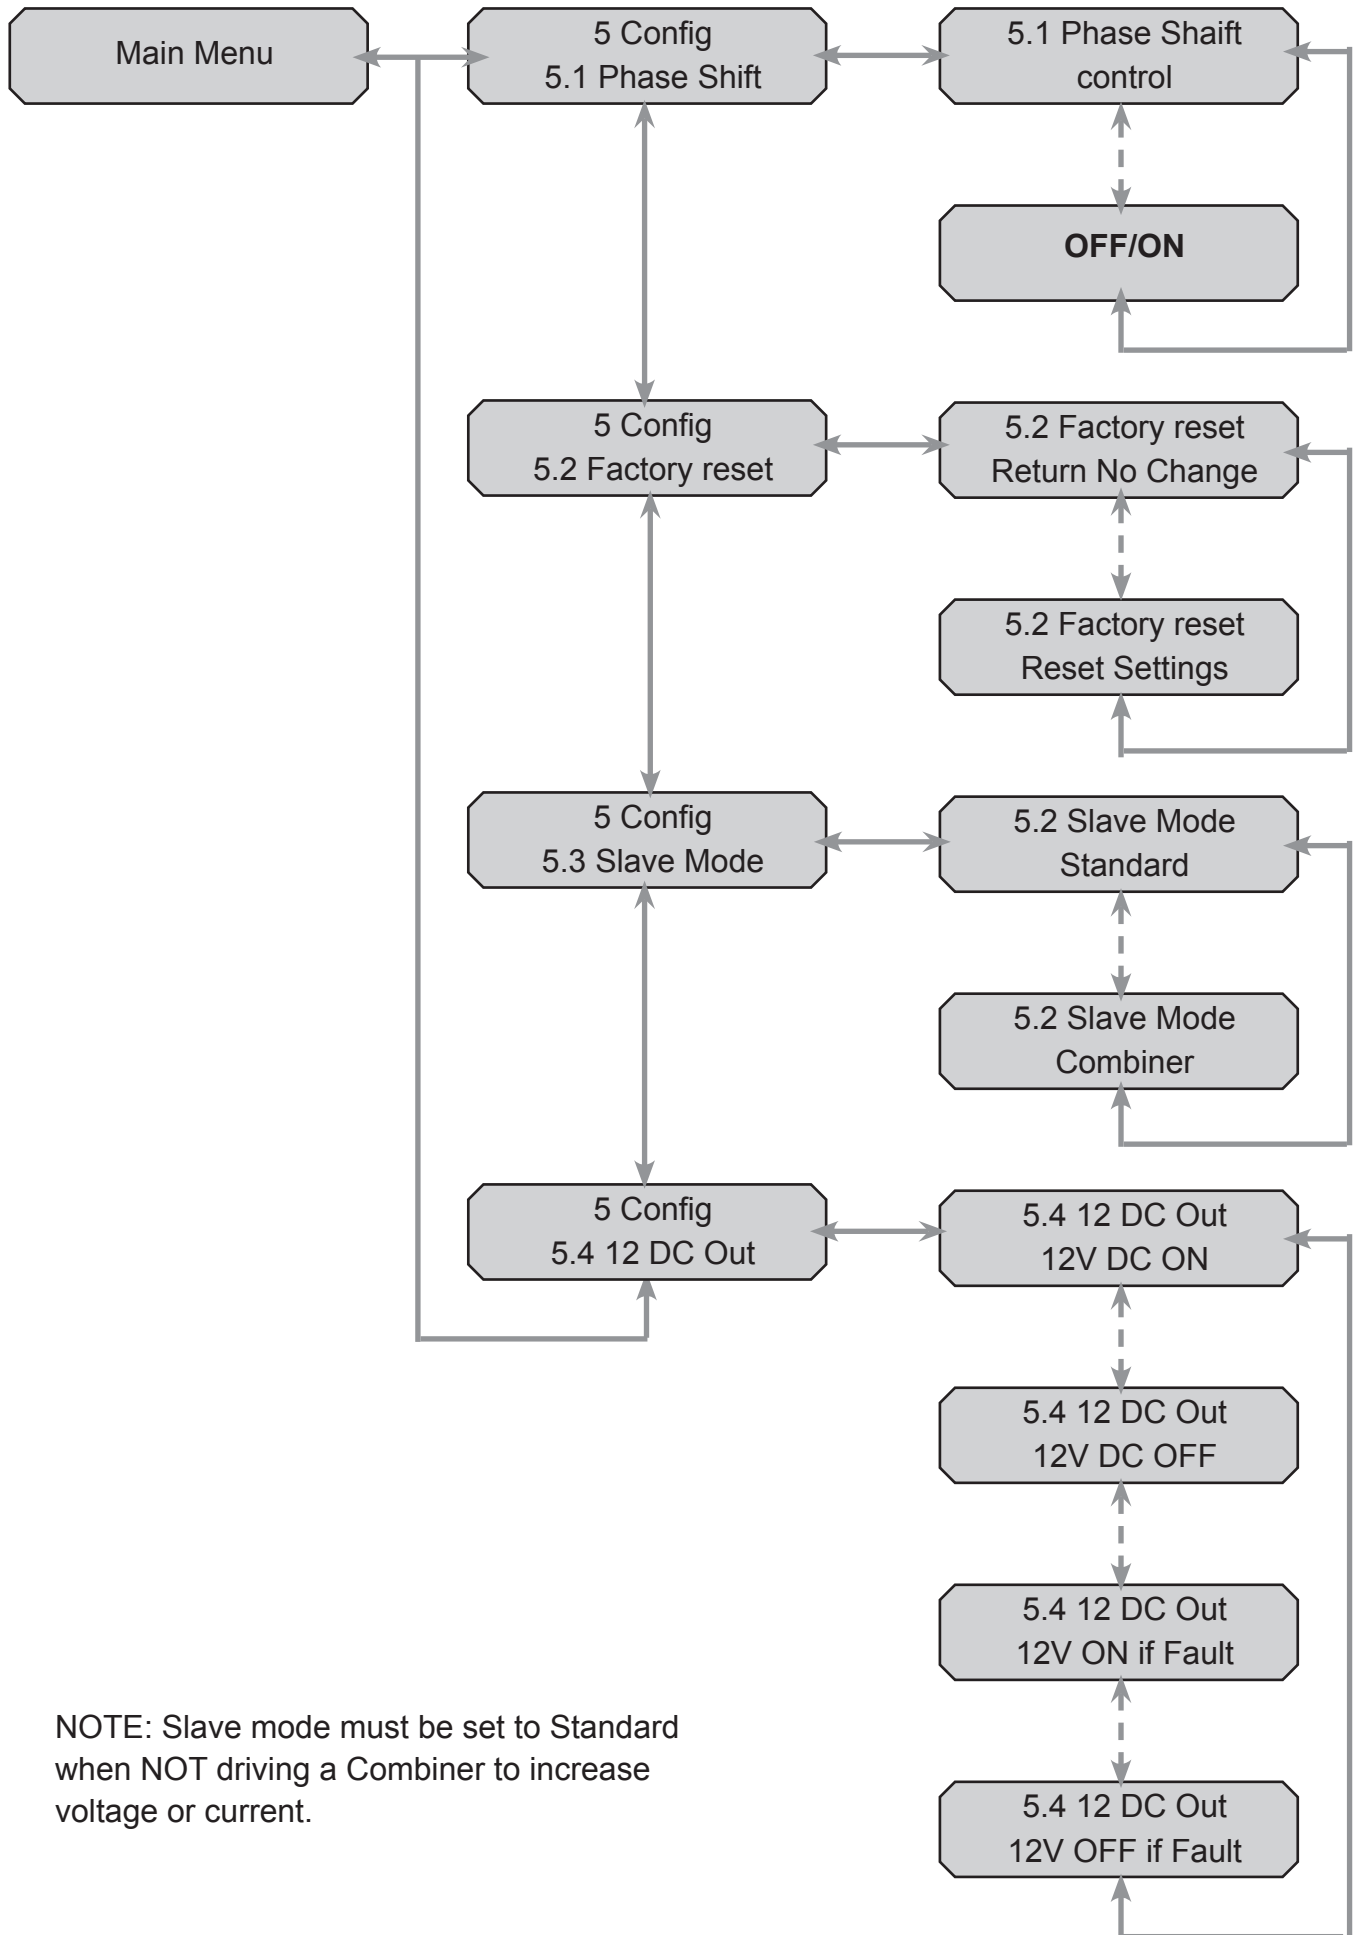 Main Menu
5 Config
5.1 Phase Shift
5.1 Phase Shaift
control
OFF/ON
5 Config
5.2 Factory reset
5.2 Factory reset
Return No Change
5.2 Factory reset
Reset Settings
5 Config
5.3 Slave Mode
5.2 Slave Mode
Standard
5.2 Slave Mode
Combiner
5 Config
5.4 12 DC Out
5.4 12 DC Out
12V DC ON
5.4 12 DC Out
12V DC OFF
5.4 12 DC Out
12V ON if Fault
5.4 12 DC Out
12V OFF if Fault
NOTE: Slave mode must be set to Standard
when NOT driving a Combiner to increase
voltage or current.